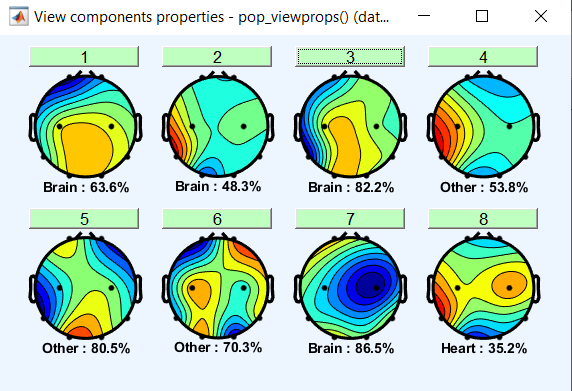 View components properties - pop_viewprops() (dat...
1 2 3 4
Brain : 63.6% Brain : 48.3% Brain : 82.2% Other : 53.8%
5 6 7 8
Other : 80.5% Other : 70.3% Brain : 86.5% Heart : 35.2%